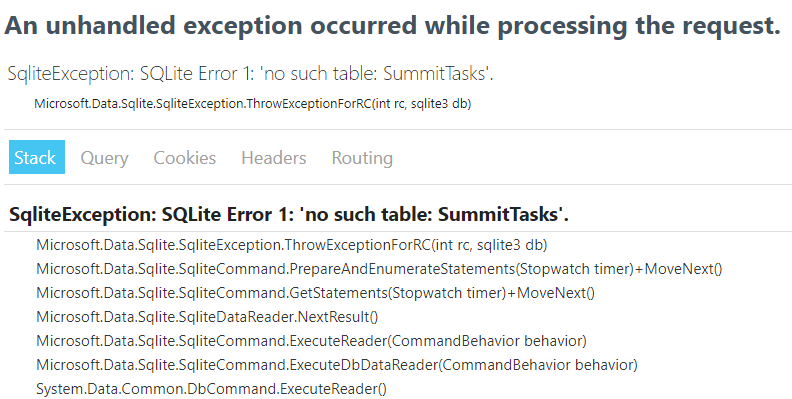 An unhandled exception occurred while processing the request.
SqliteException: SQLite Error 1: 'no such table: SummitTasks'.
Microsoft.Data.Sqlite.SqliteException.ThrowExceptionForRC(int rc, sqlite3 db)
Stack Query Cookies Headers Routing
SqliteException: SQLite Error 1: 'no such table: SummitTasks'.
Microsoft.Data.Sqlite.SqliteException.ThrowExceptionForRC(int rc, sqlite3 db)
Microsoft.Data.Sqlite.SqliteCommand.PrepareAndEnumerateStatements(Stopwatch timer)+MoveNext()
Microsoft.Data.Sqlite.SqliteCommand.GetStatements(Stopwatch timer)+MoveNext()
Microsoft.Data.Sqlite.SqliteDataReader.NextResult()
Microsoft.Data.Sqlite.SqliteCommand.ExecuteReader(CommandBehavior behavior)
Microsoft.Data.Sqlite.SqliteCommand.ExecuteDbDataReader(CommandBehavior behavior)
System.Data.Common.DbCommand.ExecuteReader()